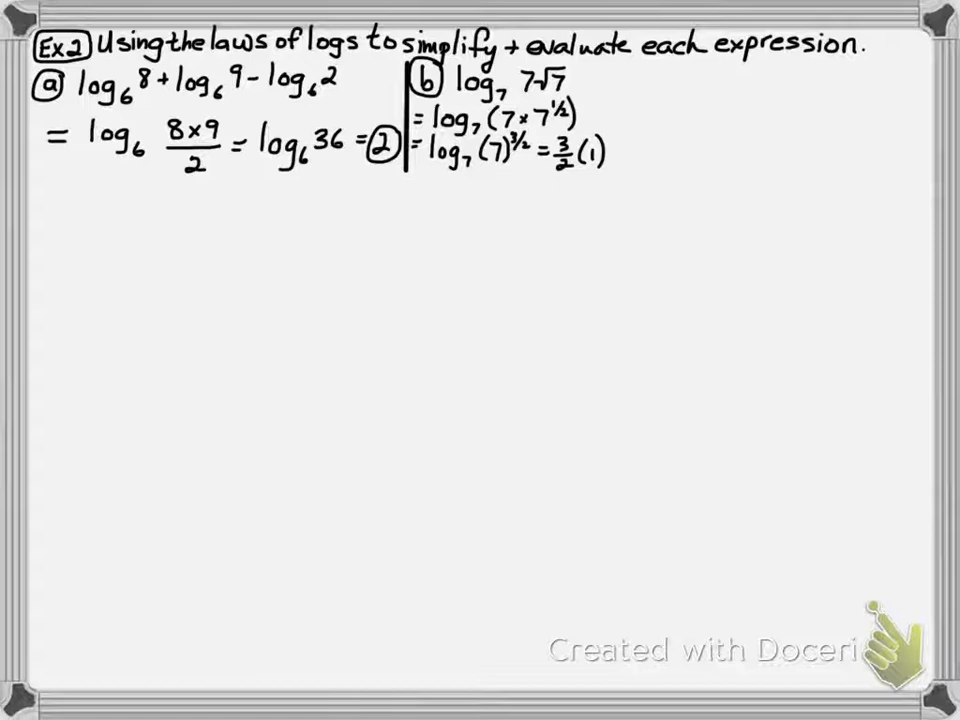 Ex 2 Using the laws of logs to simplify + evaluate each expression.
a log₆ 8 + log₆ 9 - log₆ 2
= log₆ (8×9)/2 = log₆ 36 = 2
b log₇ 7√7
= log₇ (7 × 7^½)
= log₇ (7)^3/2 = 3/2 (1)
Created with Doceri